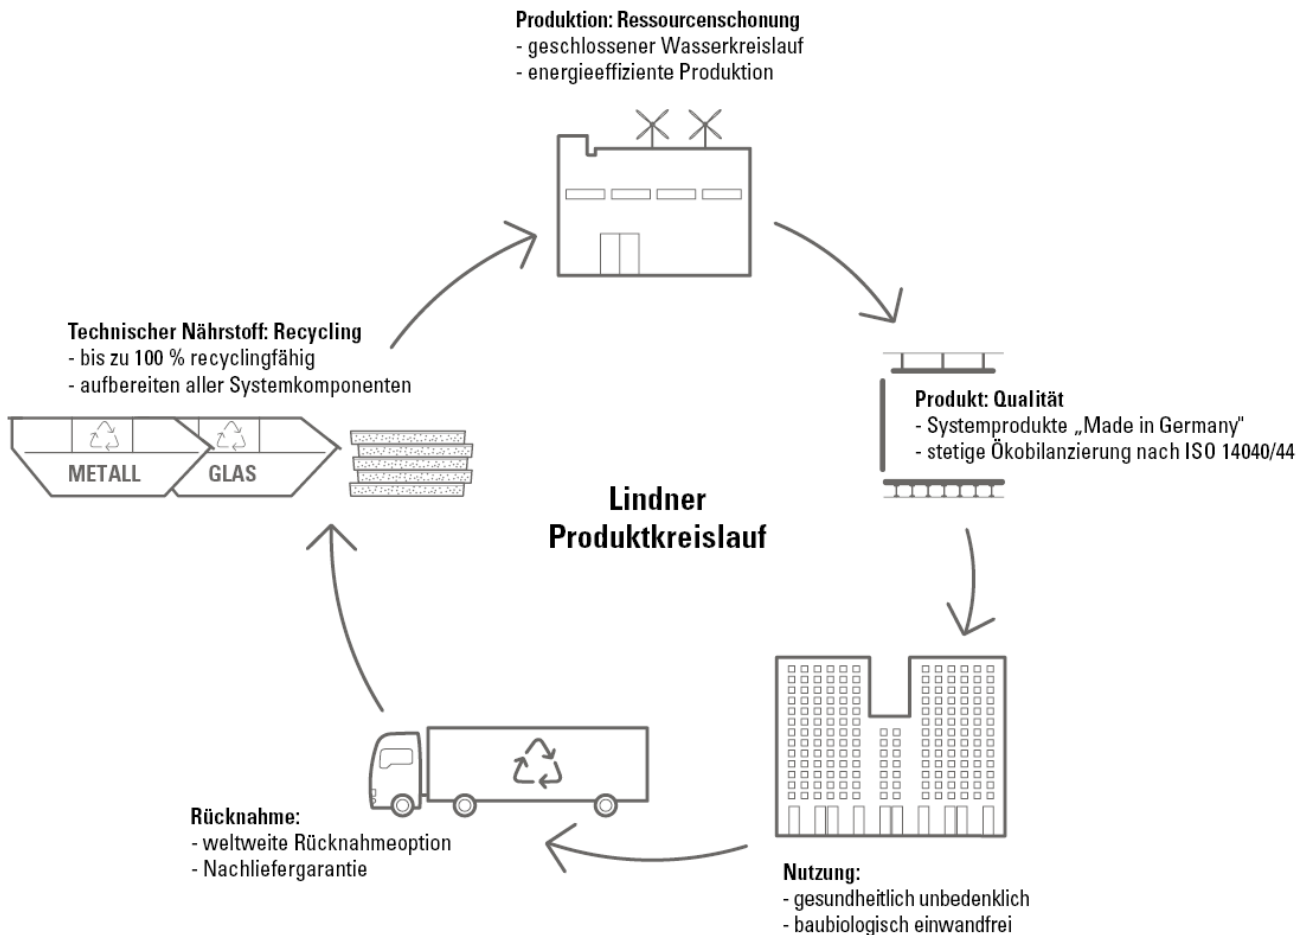 Produktion: Ressourcenschonung
- geschlossener Wasserkreislauf
- energieeffiziente Produktion
Technischer Nährstoff: Recycling
- bis zu 100 % recyclingfähig
- aufbereiten aller Systemkomponenten
METALL
GLAS
Produkt: Qualität
- Systemprodukte „Made in Germany"
- stetige Ökobilanzierung nach ISO 14040/44
Lindner
Produktkreislauf
Rücknahme:
- weltweite Rücknahmeoption
- Nachliefergarantie
Nutzung:
- gesundheitlich unbedenklich
- baubiologisch einwandfrei